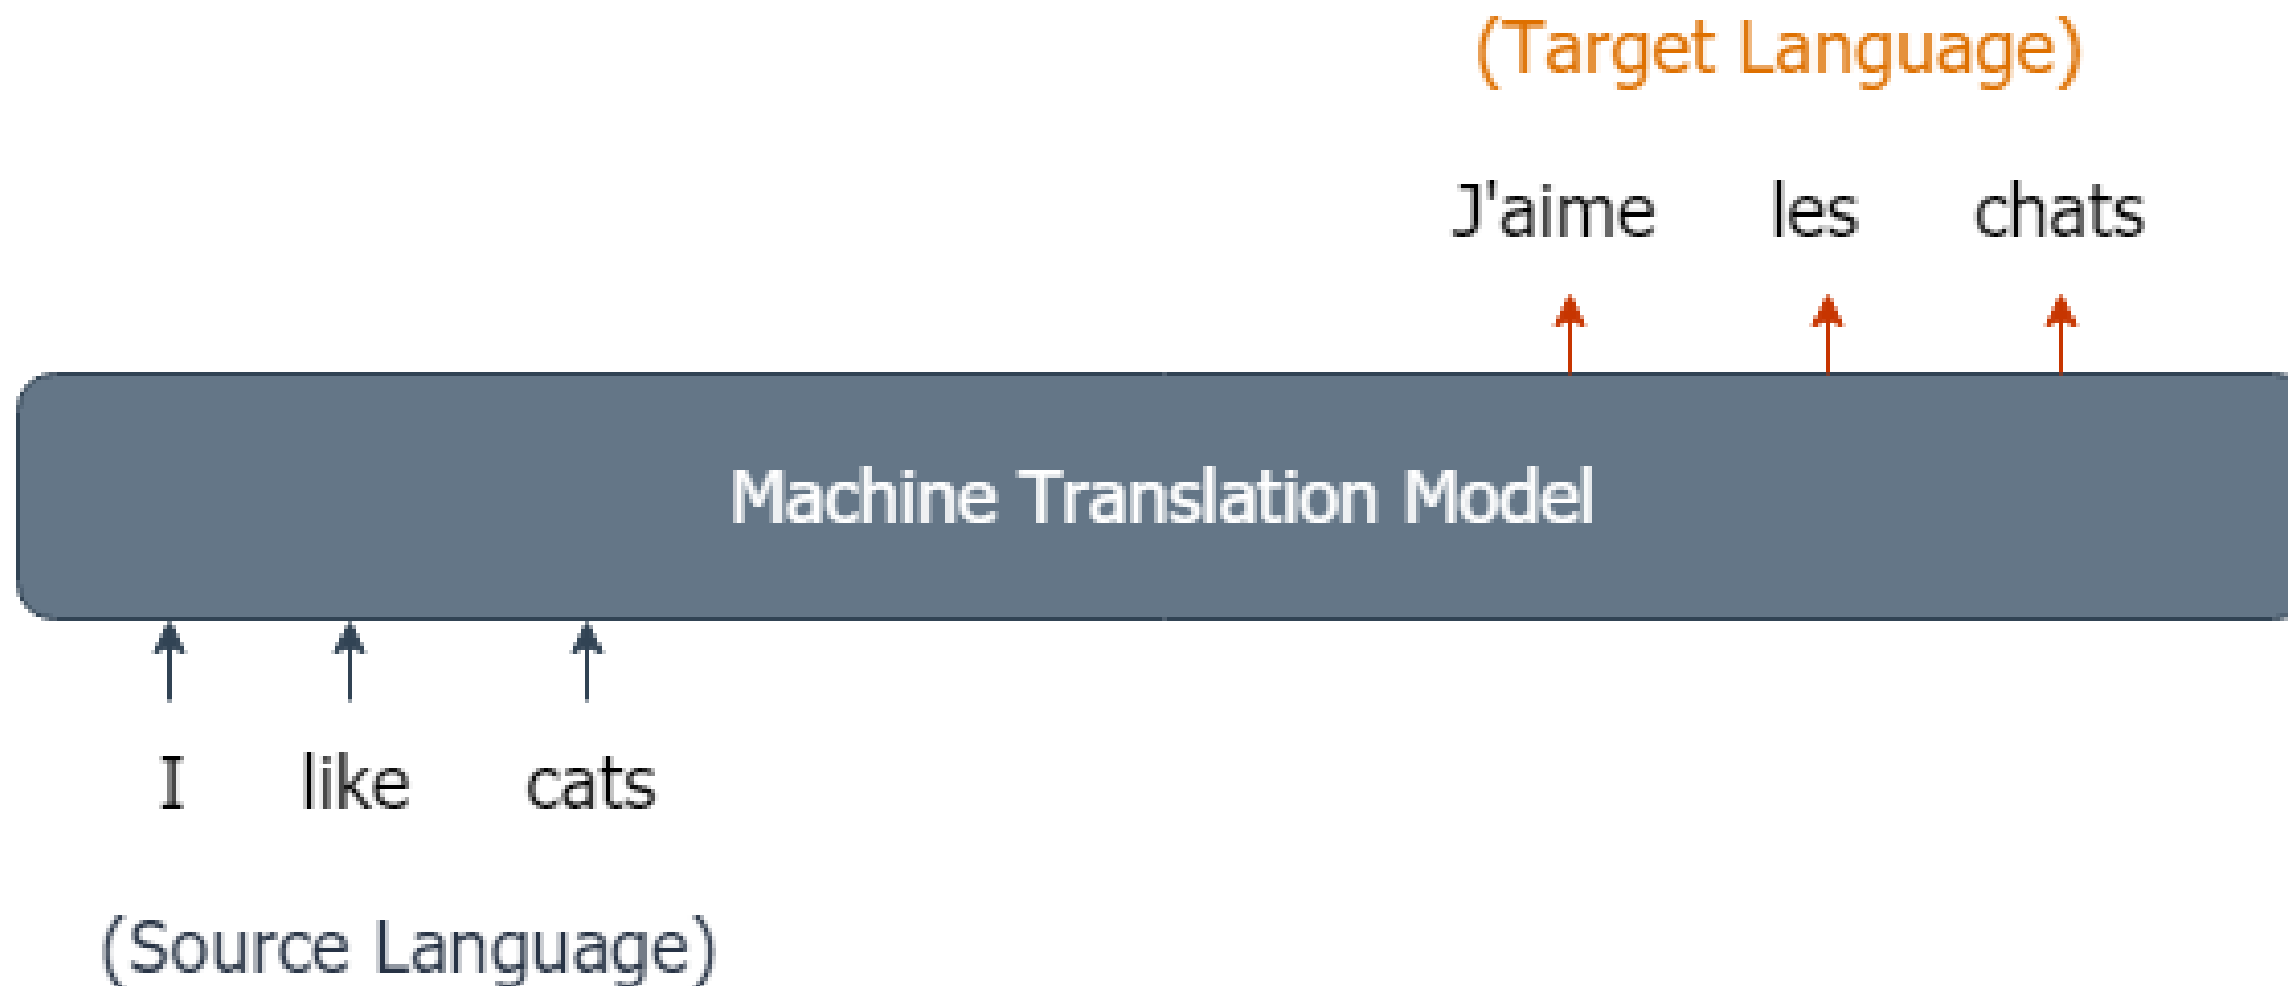 (Target Language)
J'aime les chats
Machine Translation Model
I like cats
(Source Language)